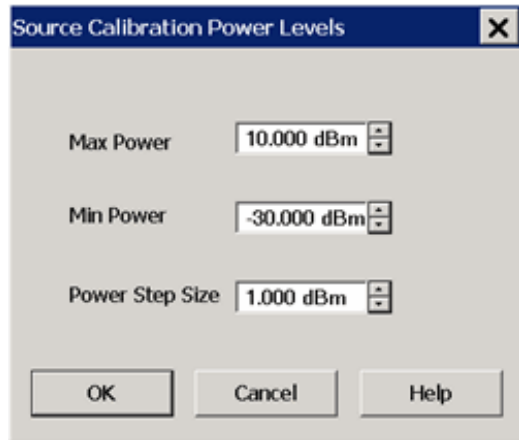 Source Calibration Power Levels
Max Power 10.000 dBm
Min Power -30.000 dBm
Power Step Size 1.000 dBm
OK Cancel Help